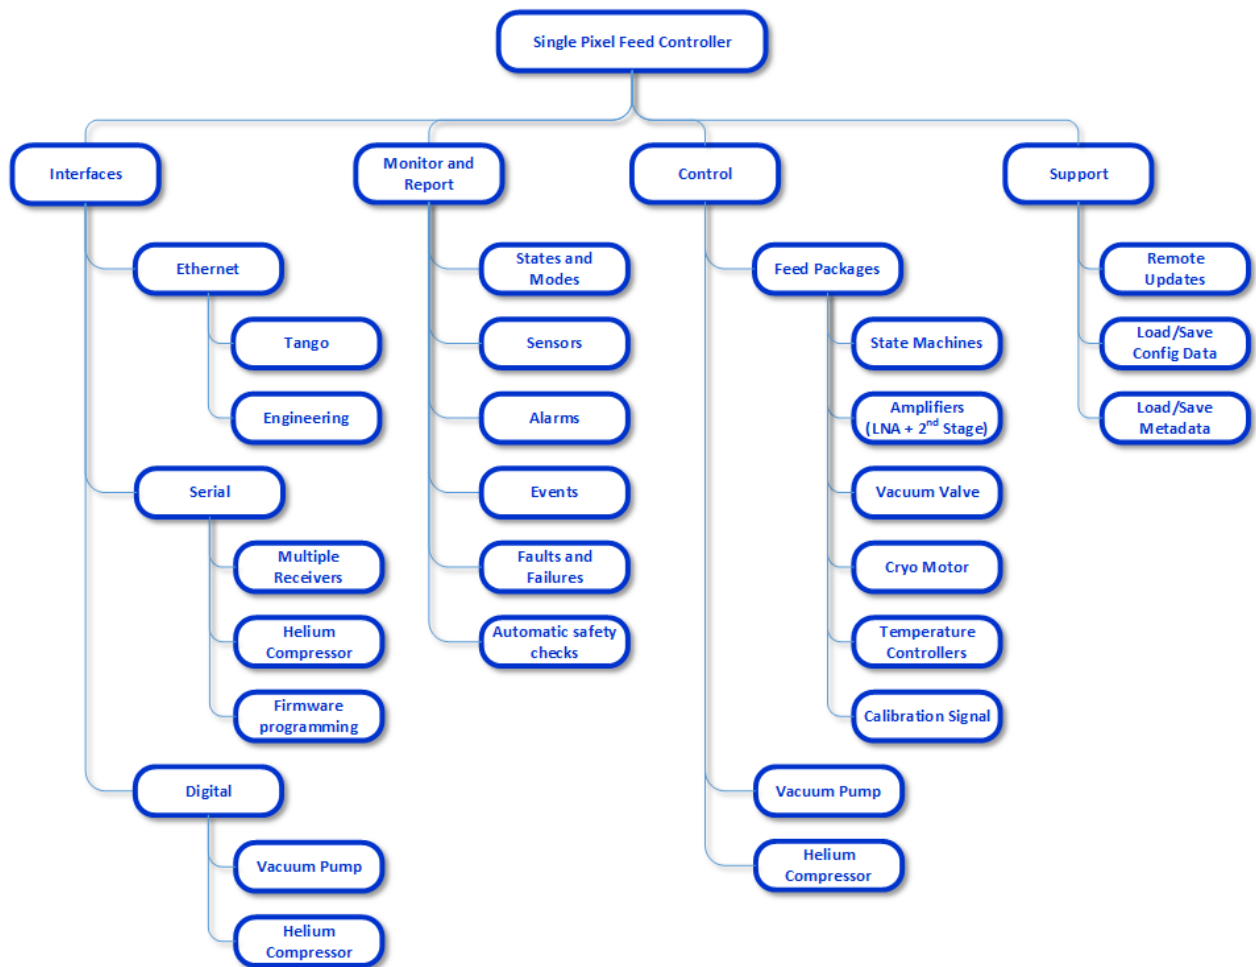 Single Pixel Feed Controller
Interfaces
Monitor and
Report
Control
Support
Ethernet
Tango
Engineering
Serial
Multiple
Receivers
Helium
Compressor
Firmware
programming
Digital
Vacuum Pump
Helium
Compressor
States and
Modes
Sensors
Alarms
Events
Faults and
Failures
Automatic safety
checks
Feed Packages
State Machines
Amplifiers
(LNA + 2nd Stage)
Vacuum Valve
Cryo Motor
Temperature
Controllers
Calibration Signal
Vacuum Pump
Helium
Compressor
Remote
Updates
Load/Save
Config Data
Load/Save
Metadata